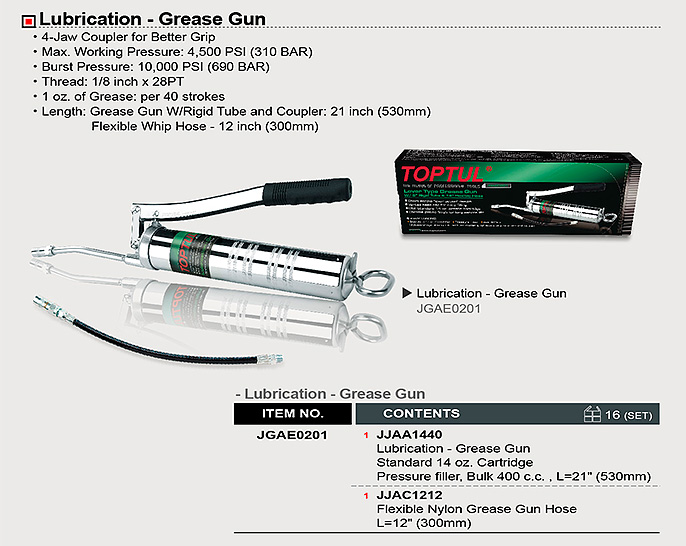 Lubrication - Grease Gun
• 4-Jaw Coupler for Better Grip
• Max. Working Pressure: 4,500 PSI (310 BAR)
• Burst Pressure: 10,000 PSI (690 BAR)
• Thread: 1/8 inch x 28PT
• 1 oz. of Grease: per 40 strokes
• Length: Grease Gun W/Rigid Tube and Coupler: 21 inch (530mm)
Flexible Whip Hose - 12 inch (300mm)
TOPTUL
Lever Type Grease Gun
TOPTUL
▶ Lubrication - Grease Gun
JGAE0201
- Lubrication - Grease Gun
ITEM NO. CONTENTS 16 (SET)
JGAE0201 1 JJAA1440
Lubrication - Grease Gun
Standard 14 oz. Cartridge
Pressure filler, Bulk 400 c.c. , L=21" (530mm)
1 JJAC1212
Flexible Nylon Grease Gun Hose
L=12" (300mm)